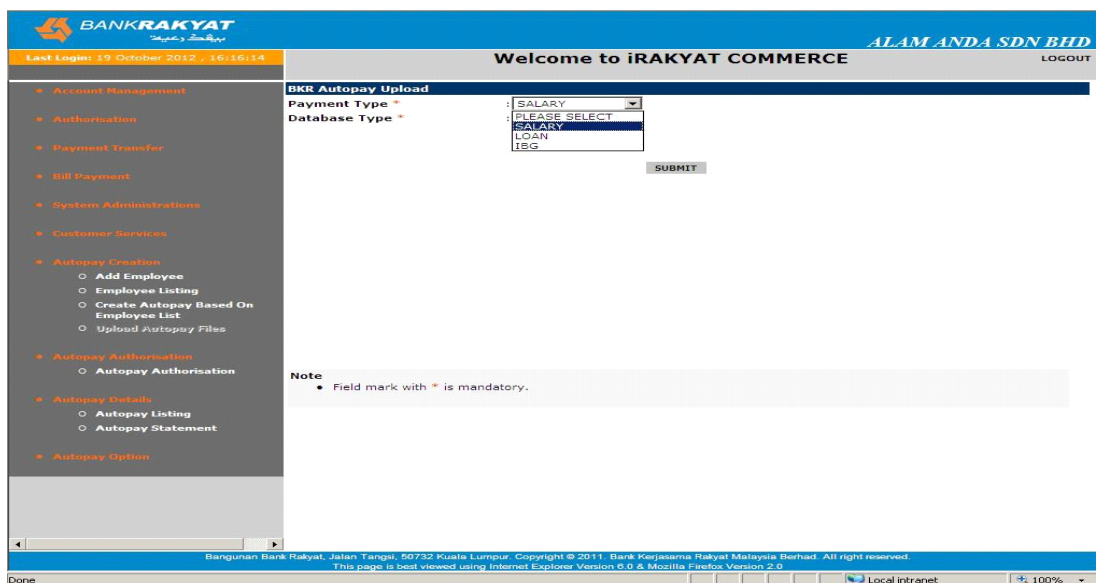 BANKRAKYAT
ALAM ANDA SDN BHD
Last Login: 19 October 2012 , 16:16:14
Welcome to iRAKYAT COMMERCE
LOGOUT
Account Management
Authorisation
Payment Transfer
Bill Payment
System Administrations
Customer Services
Autopay Creation
Add Employee
Employee Listing
Create Autopay Based On
Employee List
Upload Autopay Files
Autopay Authorisation
Autopay Authorisation
Autopay Details
Autopay Listing
Autopay Statement
Autopay Option
BKR Autopay Upload
Payment Type * : SALARY
Database Type * :
PLEASE SELECT
SALARY
LOAN
IBG
SUBMIT
Note
Field mark with * is mandatory.
Bangunan Bank Rakyat, Jalan Tangsi, 50732 Kuala Lumpur. Copyright © 2011. Bank Kerjasama Rakyat Malaysia Berhad. All right reserved.
This page is best viewed using Internet Explorer Version 6.0 & Mozilla Firefox Version 2.0
Done
Local intranet
100%